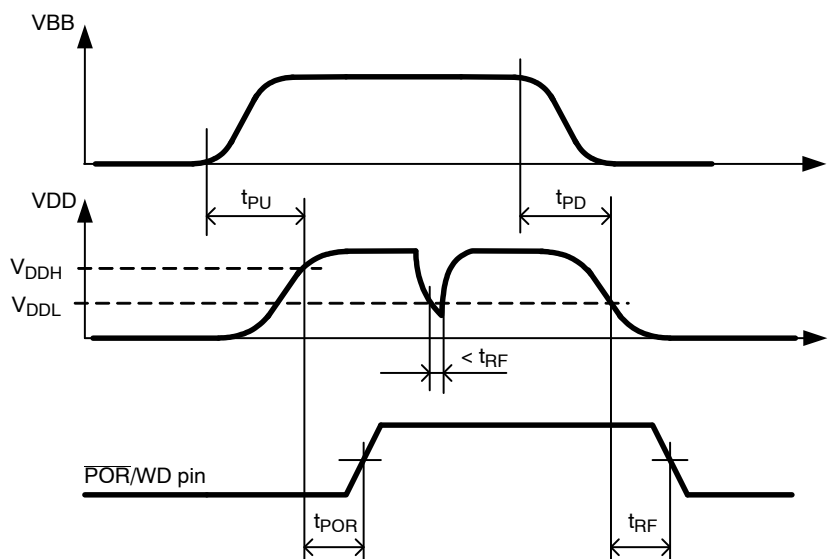 VBB
tPU
tPD
VDD
VDDH
VDDL
< tRF
POR/WD pin
tPOR
tRF